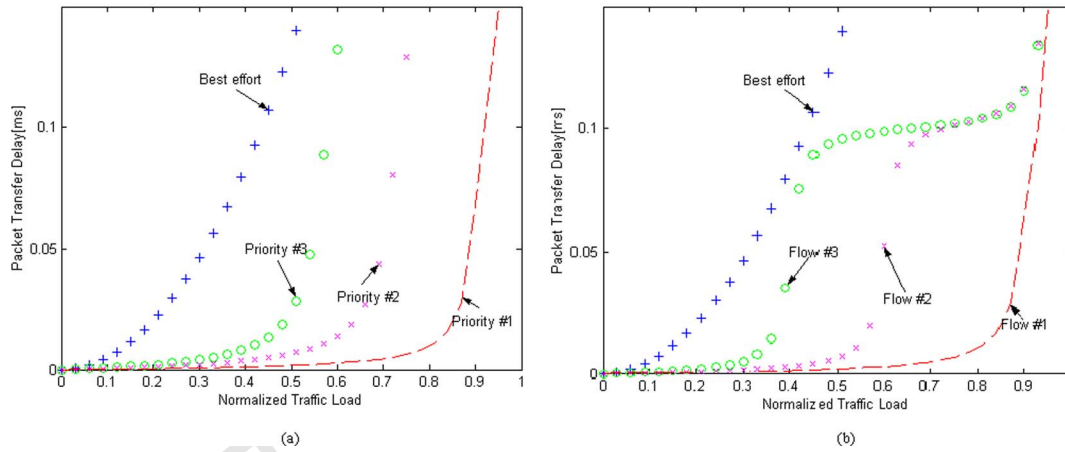 Packet Transfer Delay[ms]
0.1
0.05
0
Best effort
Priority #3
Priority #2
Priority #1
0 0.1 0.2 0.3 0.4 0.5 0.6 0.7 0.8 0.9 1
Normalized Traffic Load
(a)
Packet Transfer Delay[ms]
0.1
0.05
0
Best effort
Flow #3
Flow #2
Flow #1
0 0.1 0.2 0.3 0.4 0.5 0.6 0.7 0.8 0.9
Normalized Traffic Load
(b)